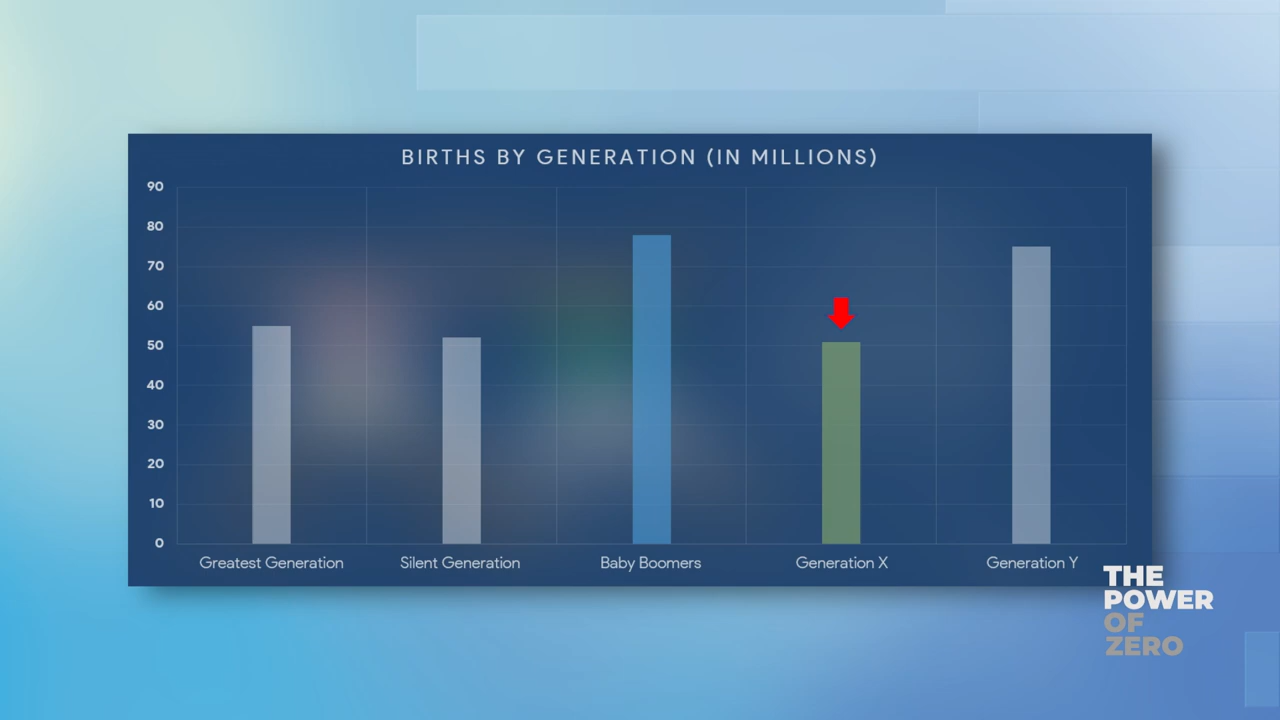 BIRTHS BY GENERATION (IN MILLIONS)
90
80
70
60
50
40
30
20
10
0
Greatest Generation
Silent Generation
Baby Boomers
Generation X
Generation Y
THE
POWER
OF
ZERO